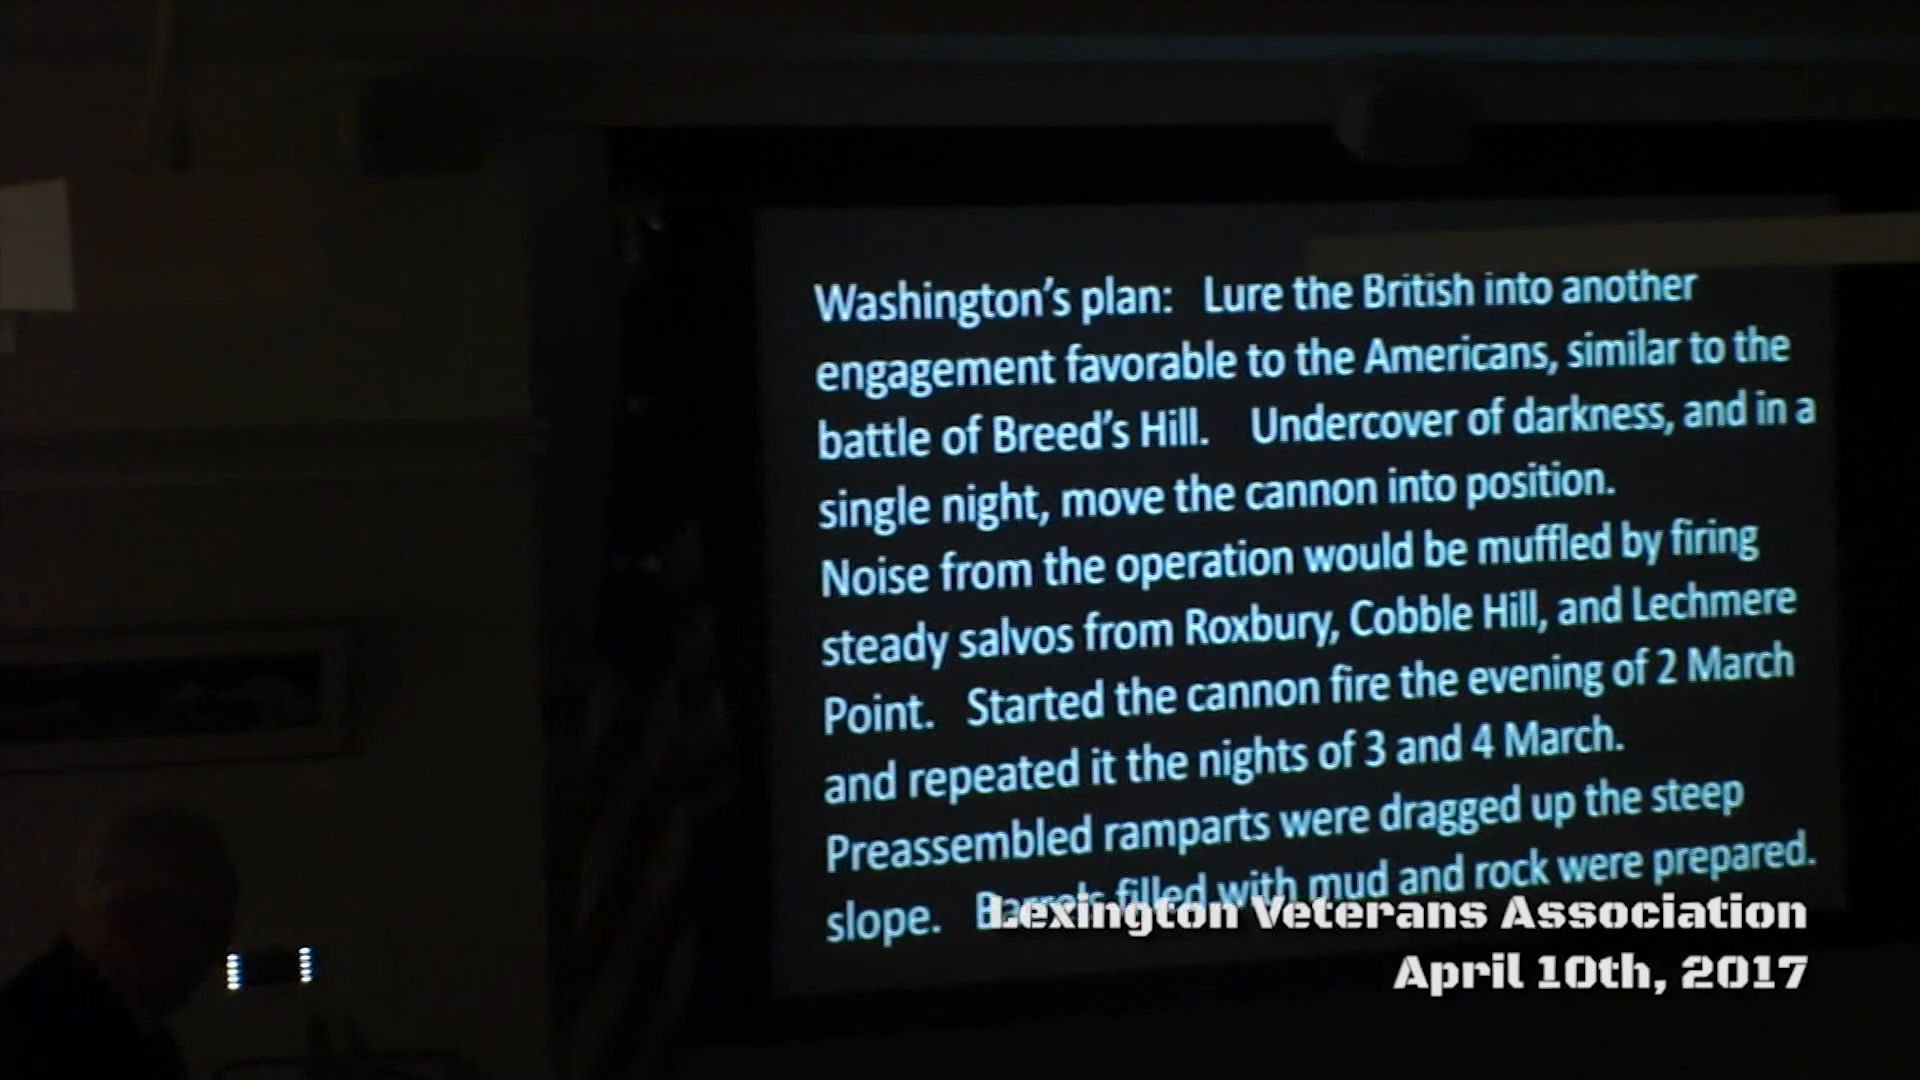 Washington's plan: Lure the British into another
engagement favorable to the Americans, similar to the
battle of Breed's Hill. Undercover of darkness, and in a
single night, move the cannon into position.
Noise from the operation would be muffled by firing
steady salvos from Roxbury, Cobble Hill, and Lechmere
Point. Started the cannon fire the evening of 2 March
and repeated it the nights of 3 and 4 March.
Preassembled ramparts were dragged up the steep
slope. Barrels filled with mud and rock were prepared.
Lexington Veterans Association
April 10th, 2017